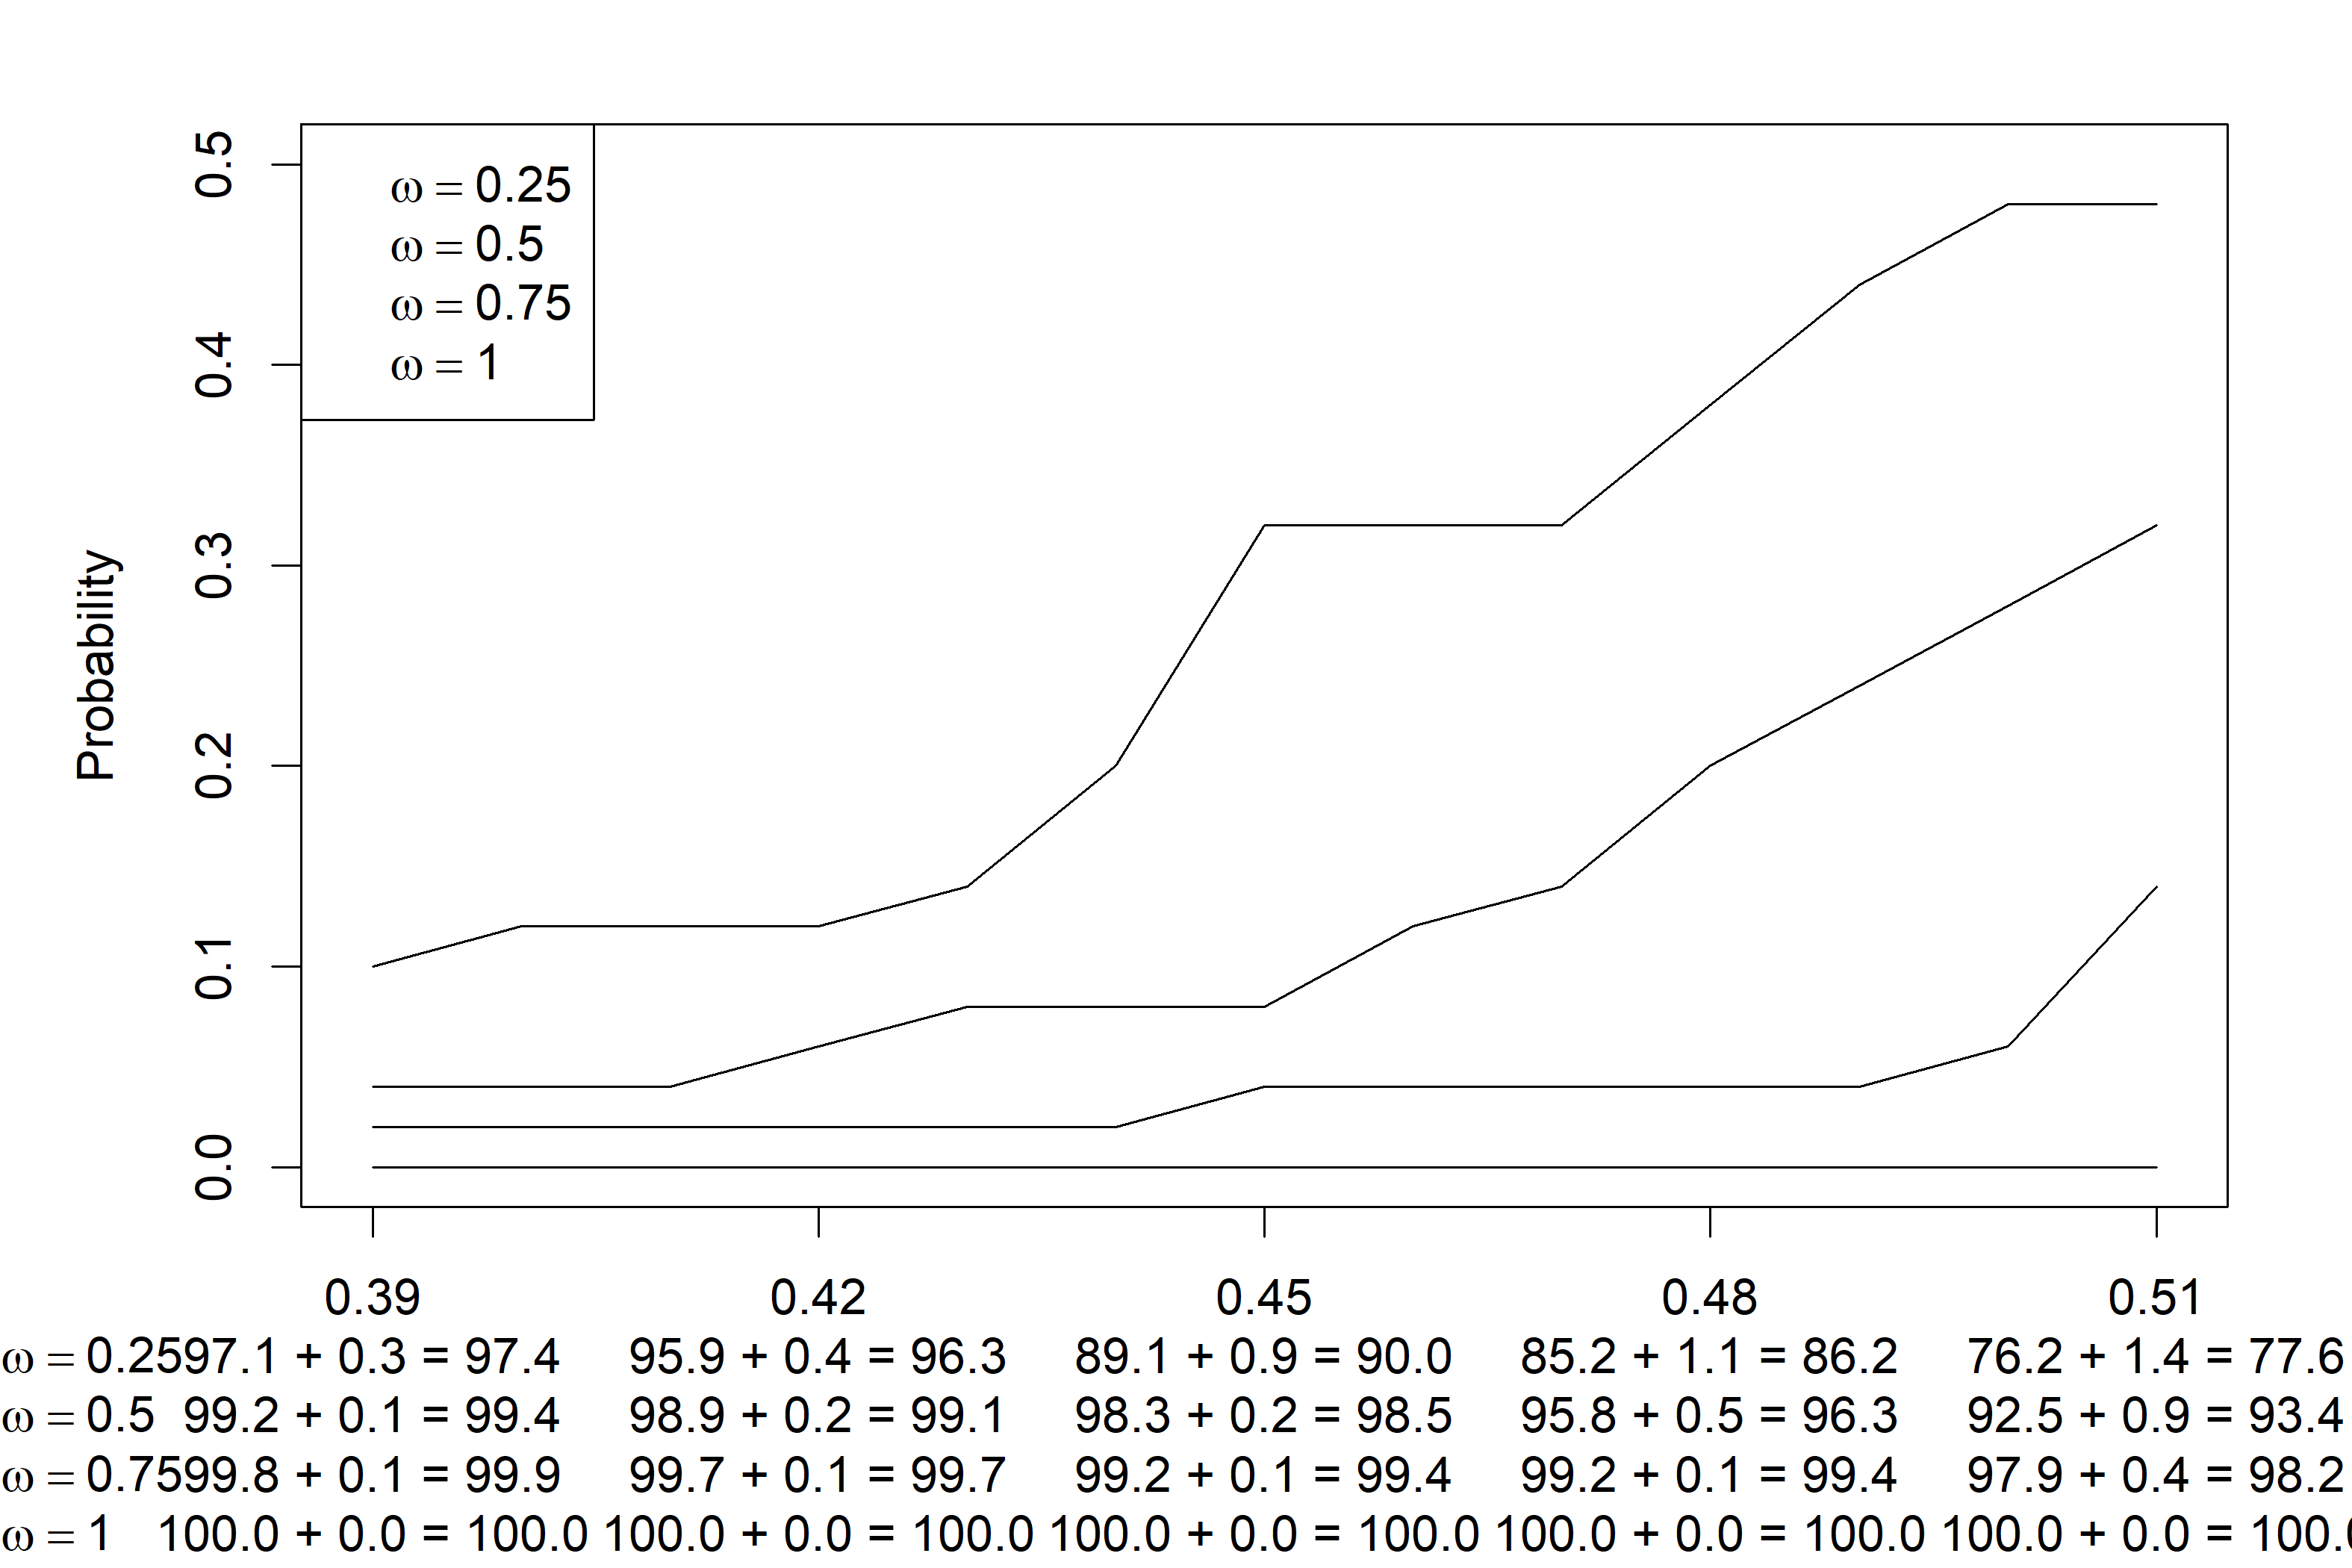 0.5
ω = 0.25
ω = 0.5
ω = 0.75
ω = 1
0.4
0.3
Probability
0.2
0.1
0.0
0.39 0.42 0.45 0.48 0.51
ω = 0.2597.1 + 0.3 = 97.4 95.9 + 0.4 = 96.3 89.1 + 0.9 = 90.0 85.2 + 1.1 = 86.2 76.2 + 1.4 = 77.6
ω = 0.5 99.2 + 0.1 = 99.4 98.9 + 0.2 = 99.1 98.3 + 0.2 = 98.5 95.8 + 0.5 = 96.3 92.5 + 0.9 = 93.4
ω = 0.7599.8 + 0.1 = 99.9 99.7 + 0.1 = 99.7 99.2 + 0.1 = 99.4 99.2 + 0.1 = 99.4 97.9 + 0.4 = 98.2
ω = 1 100.0 + 0.0 = 100.0 100.0 + 0.0 = 100.0 100.0 + 0.0 = 100.0 100.0 + 0.0 = 100.0 100.0 + 0.0 = 100.